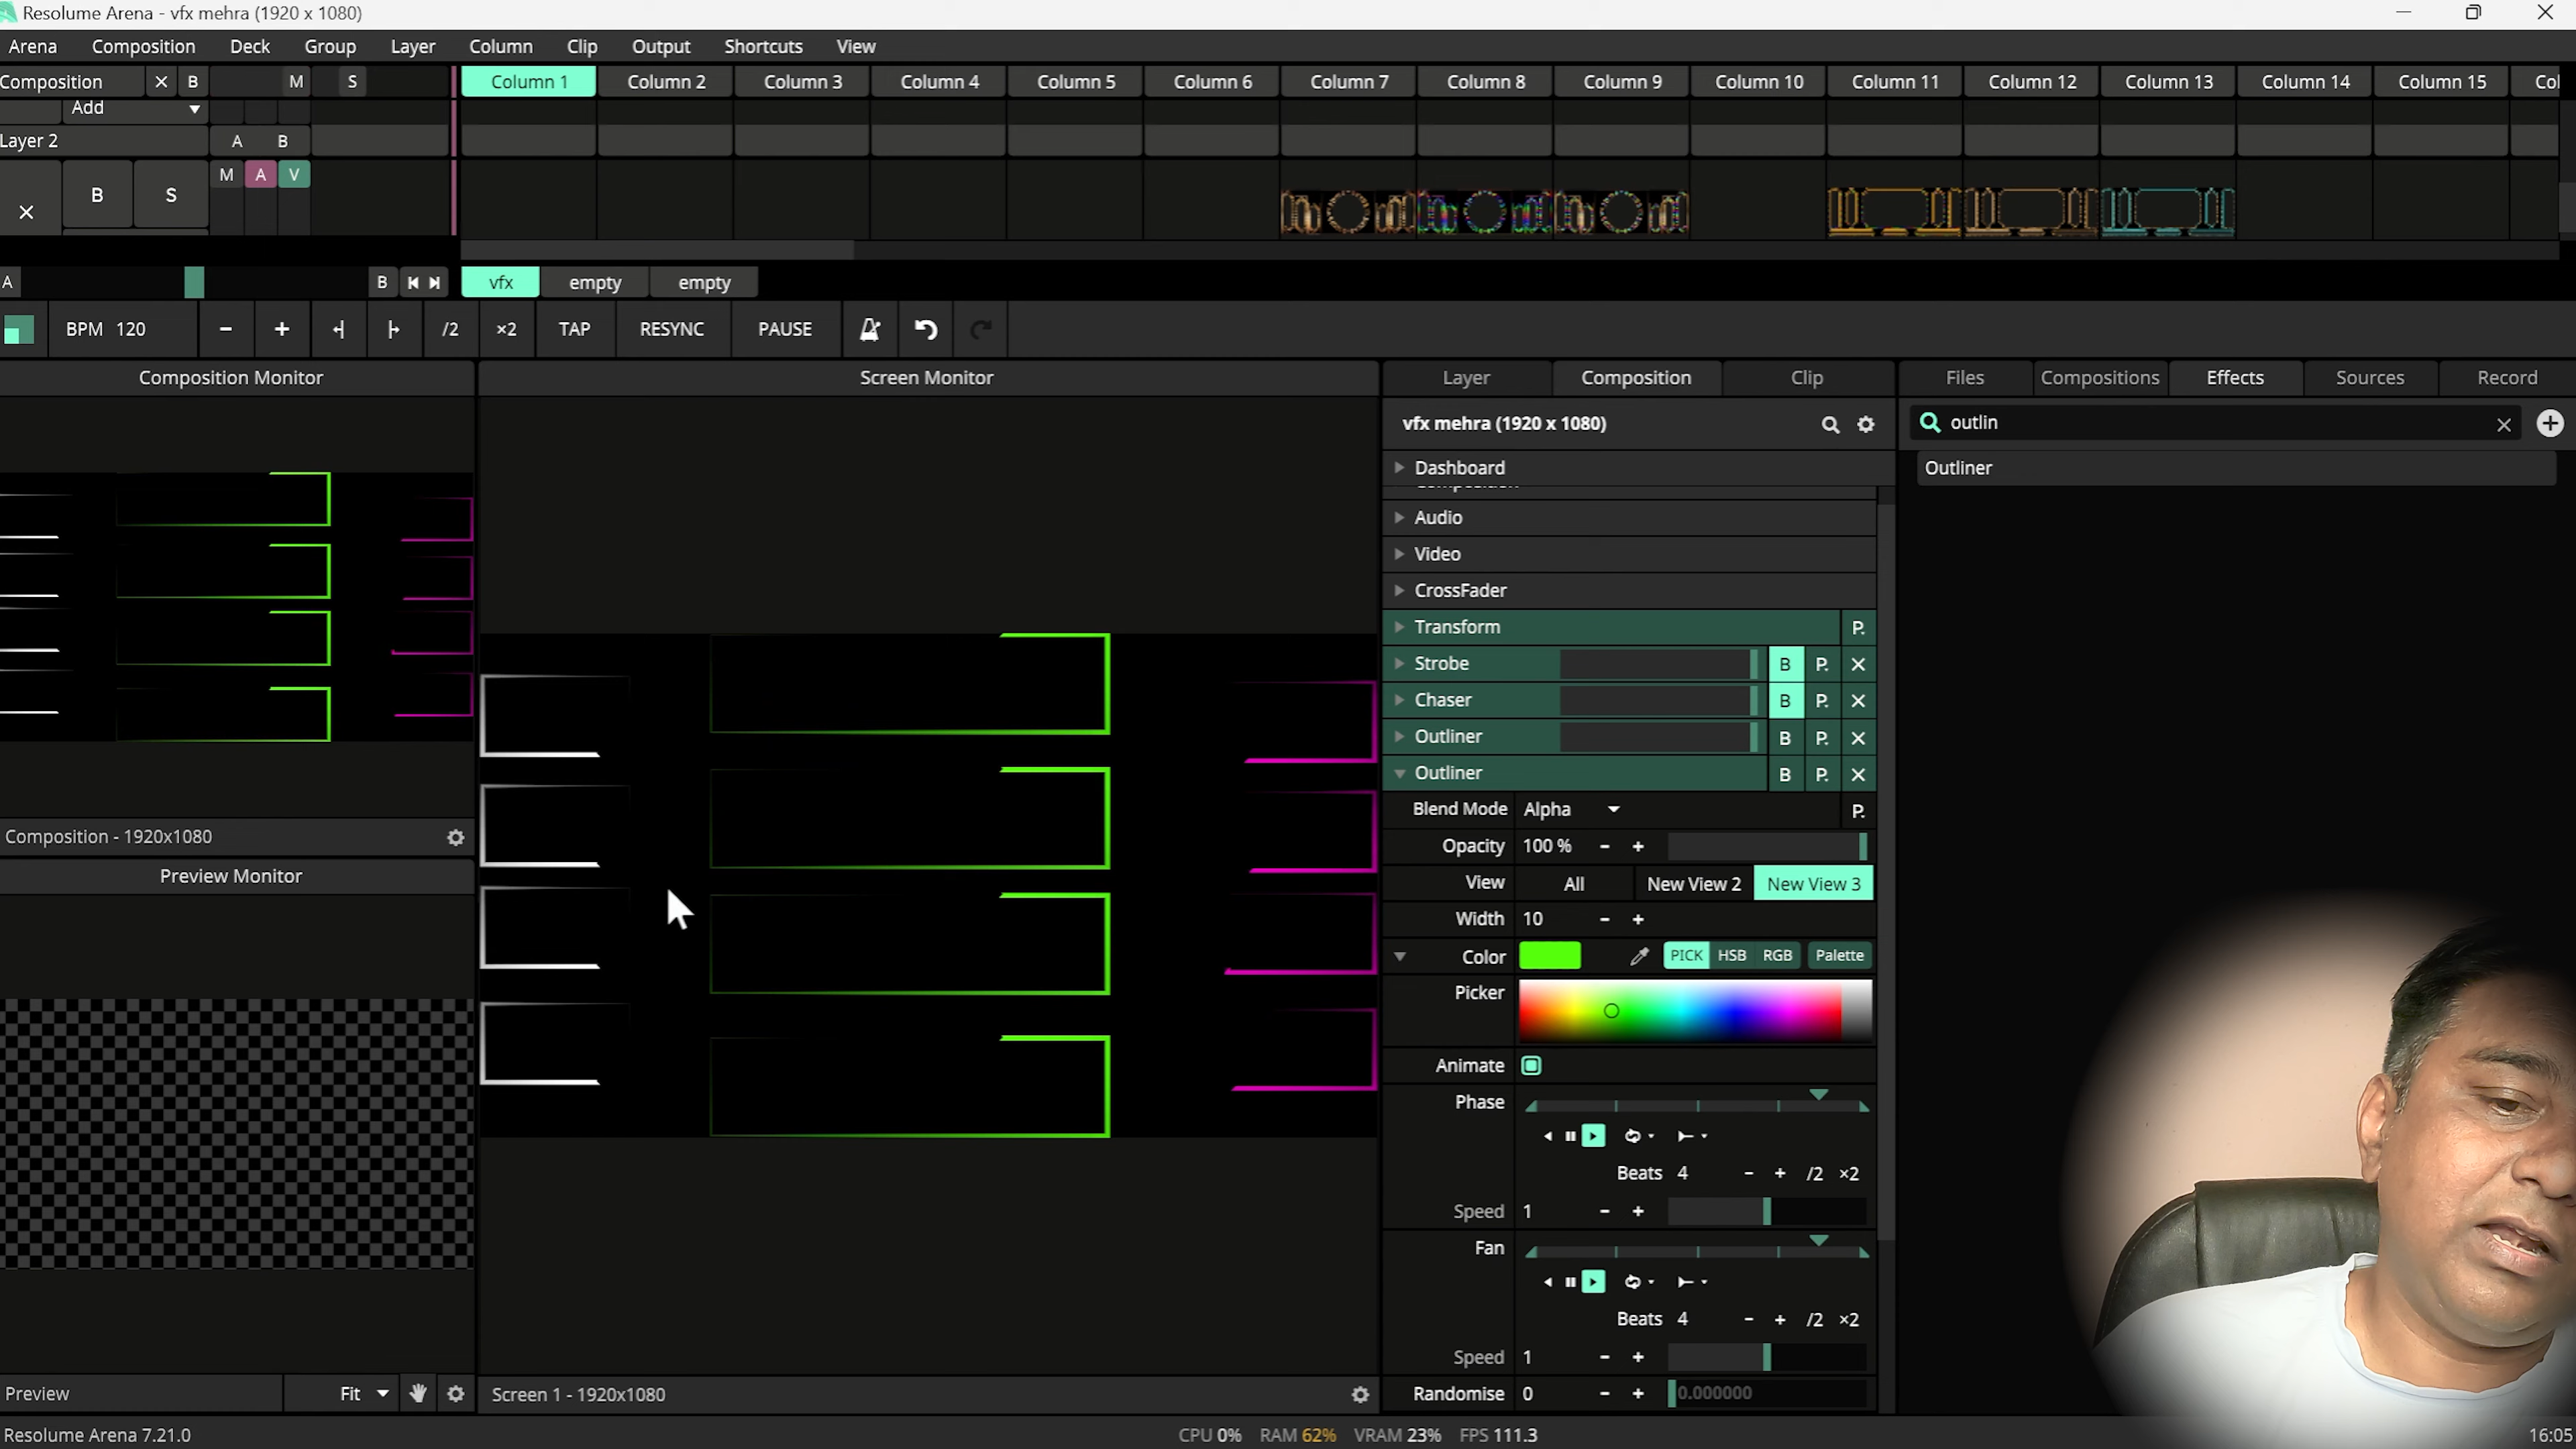 Resolume Arena - vfx mehra (1920 x 1080)
Arena Composition Deck Group Layer Column Clip Output Shortcuts View
Composition B M S Column 1 Column 2 Column 3 Column 4 Column 5 Column 6 Column 7 Column 8 Column 9 Column 10 Column 11 Column 12 Column 13 Column 14 Column 15 Col
Add
Layer 2 A B
B S M A V
A B vfx empty empty
BPM 120 - + /2 ×2 TAP RESYNC PAUSE
Composition Monitor
Composition - 1920x1080
Preview Monitor
Preview Fit
Screen Monitor
Screen 1 - 1920x1080
Layer Composition Clip
vfx mehra (1920 x 1080)
Dashboard
Composition
Audio
Video
CrossFader
Transform P.
Strobe B P.
Chaser B P.
Outliner B P.
Outliner B P.
Blend Mode Alpha P.
Opacity 100 % - +
View All New View 2 New View 3
Width 10 - +
Color PICK HSB RGB Palette
Picker
Animate
Phase
Beats 4 - + /2 ×2
Speed 1 - +
Fan
Beats 4 - + /2 ×2
Speed 1 - +
Randomise 0 - + 0.000000
Files Compositions Effects Sources Record
outlin
Outliner
Resolume Arena 7.21.0 CPU 0% RAM 62% VRAM 23% FPS 111.3 16:05